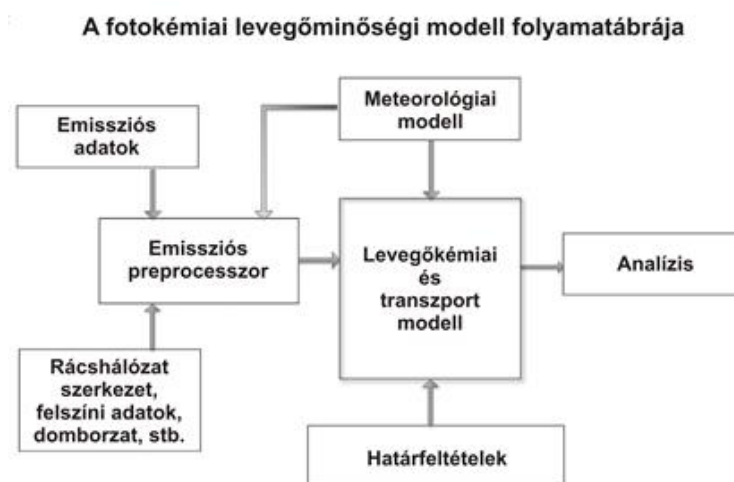 A fotokémiai levegőminőségi modell folyamatábrája
Meteorológiai
modell
Emissziós
adatok
Emissziós
preprocesszor
Levegőkémiai
és
transzport
modell
Analízis
Rácshálózat
szerkezet,
felszíni adatok,
domborzat, stb.
Határfeltételek